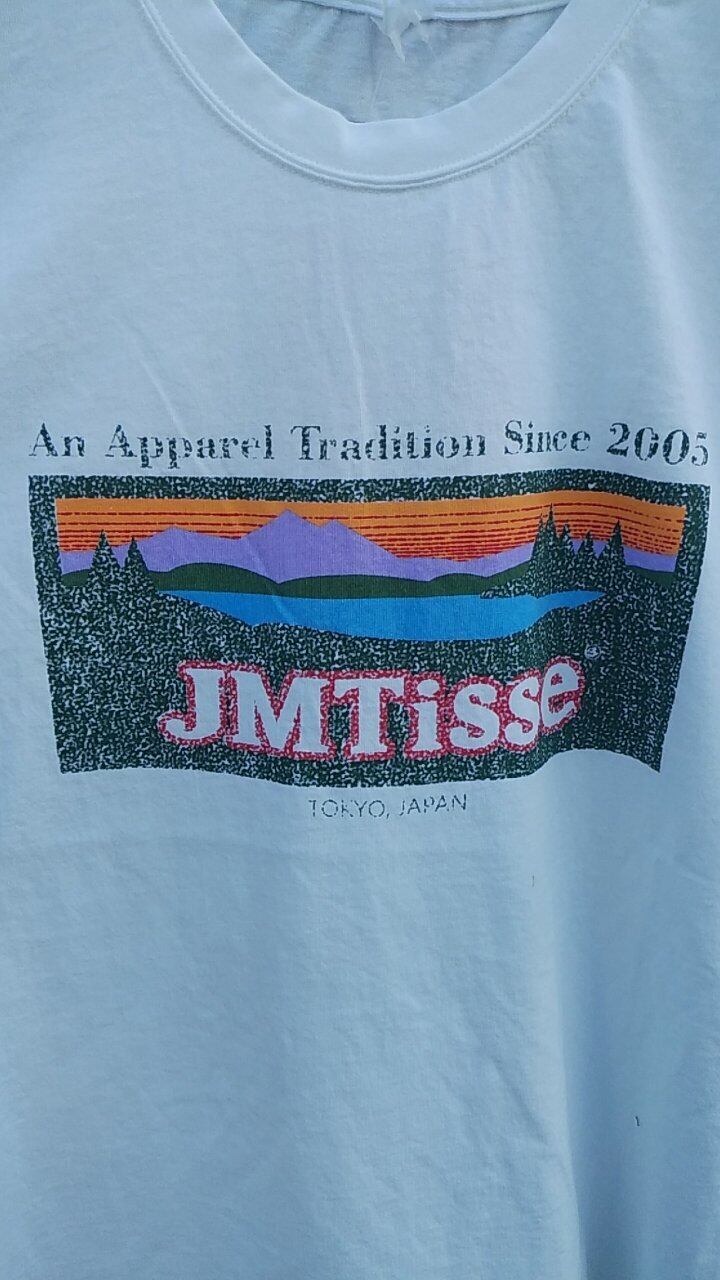 An Apparel Tradition Since 2005
JMTisse®
TOKYO, JAPAN